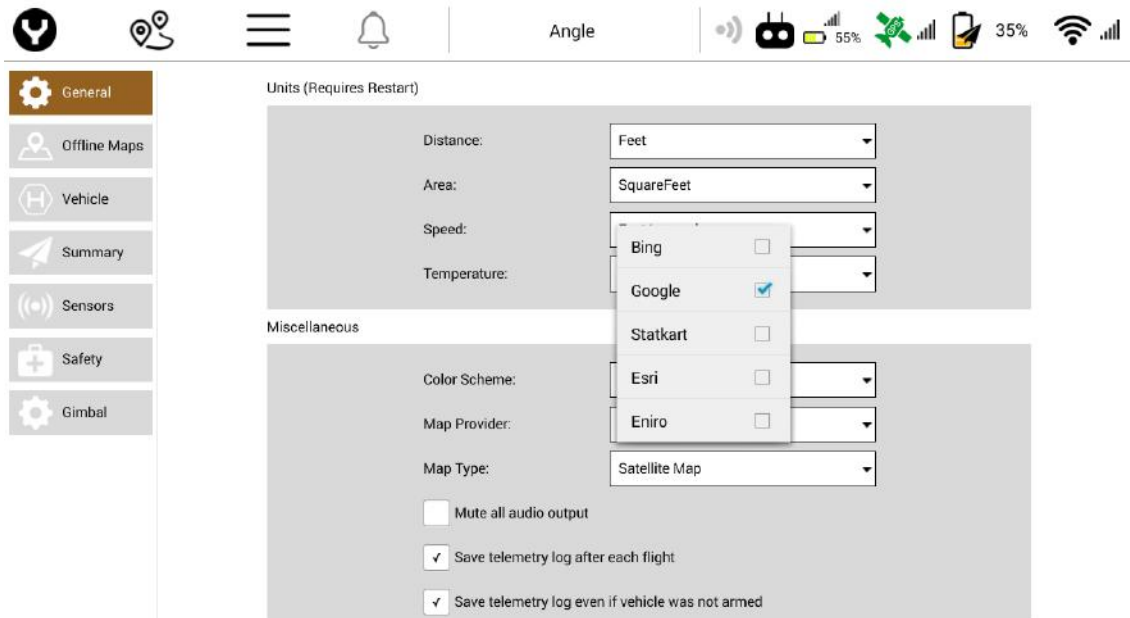 Angle
55%
35%
General
Offline Maps
Vehicle
Summary
Sensors
Safety
Gimbal
Units (Requires Restart)
Distance: Feet
Area: SquareFeet
Speed:
Temperature:
Bing
Google
Statkart
Esri
Eniro
Miscellaneous
Color Scheme:
Map Provider:
Map Type: Satellite Map
Mute all audio output
Save telemetry log after each flight
Save telemetry log even if vehicle was not armed